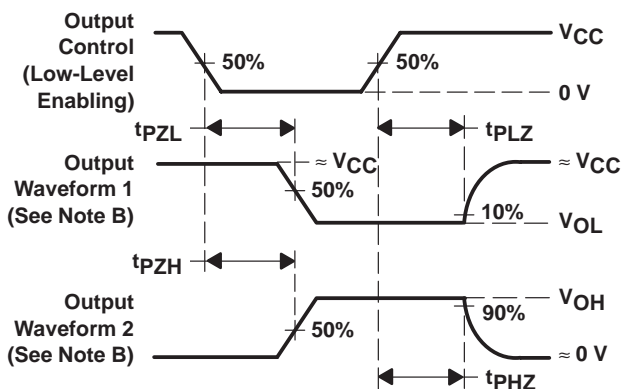 Output
Control
(Low-Level
Enabling)
50%
50%
VCC
0 V
tPZL
tPLZ
Output
Waveform 1
(See Note B)
≈ VCC
50%
≈ VCC
10%
VOL
tPZH
Output
Waveform 2
(See Note B)
50%
VOH
90%
≈ 0 V
tPHZ